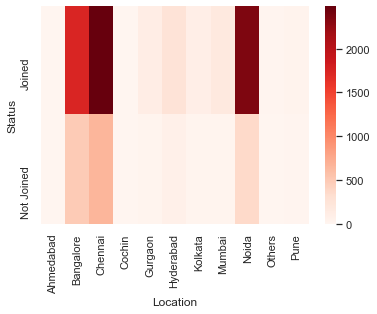 Status
Joined
Not Joined
Ahmedabad
Bangalore
Chennai
Cochin
Gurgaon
Hyderabad
Kolkata
Mumbai
Noida
Others
Pune
Location
2000
1500
1000
500
0